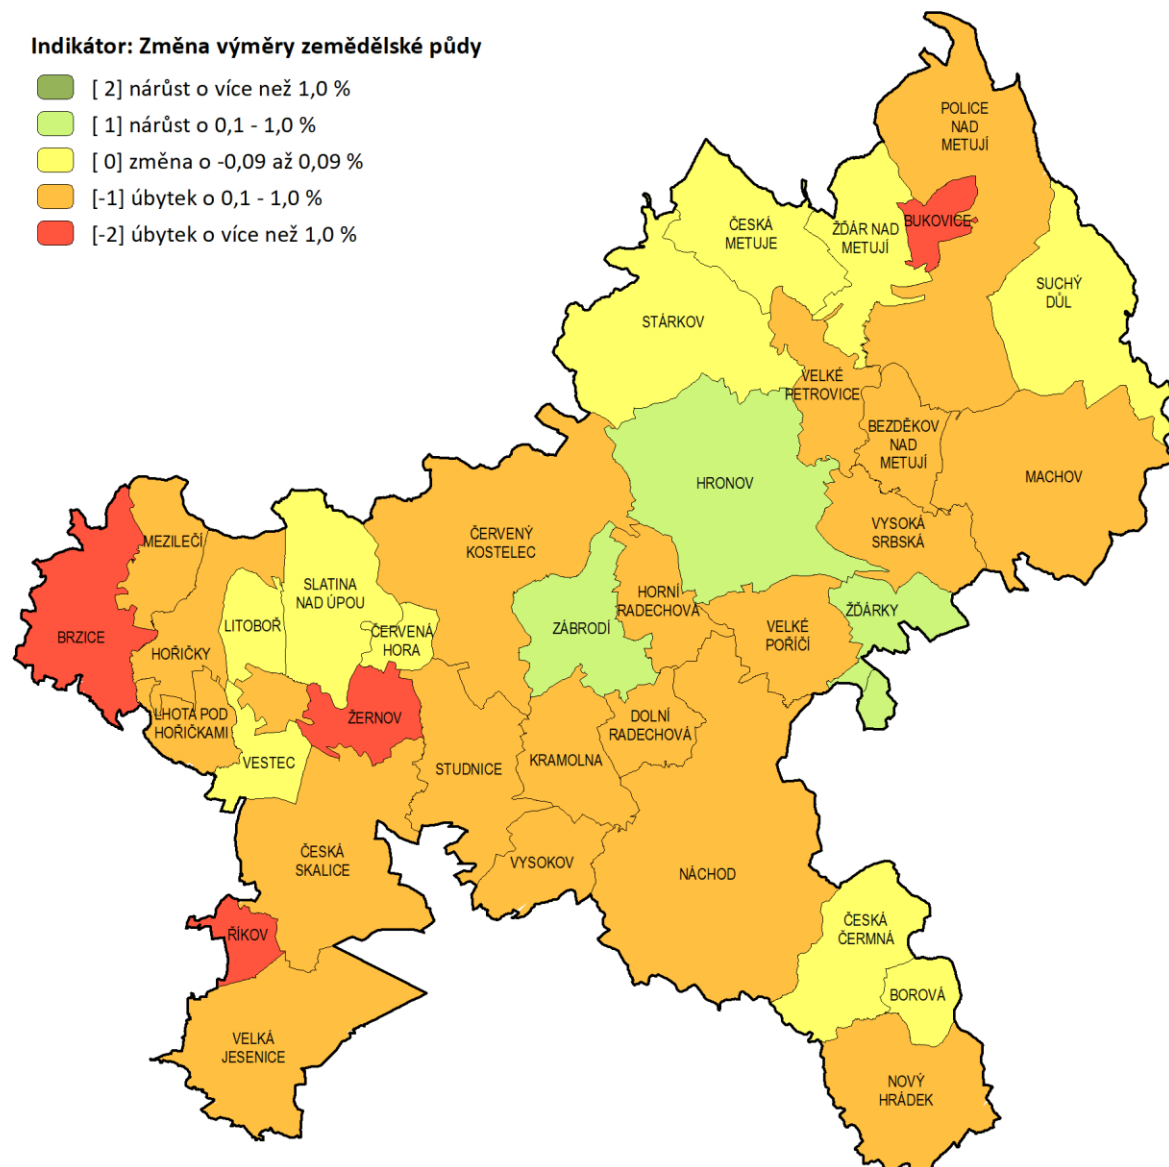 Indikátor: Změna výměry zemědělské půdy
[ 2] nárůst o více než 1,0 %
[ 1] nárůst o 0,1 - 1,0 %
[ 0] změna o -0,09 až 0,09 %
[-1] úbytek o 0,1 - 1,0 %
[-2] úbytek o více než 1,0 %
POLICE
NAD
METUJÍ
BUKOVICE
ČESKÁ
METUJE
ŽĎÁR NAD
METUJÍ
SUCHÝ
DŮL
STÁRKOV
VELKÉ
PETROVICE
BEZDĚKOV
NAD
METUJÍ
MACHOV
HRONOV
VYSOKÁ
SRBSKÁ
ČERVENÝ
KOSTELEC
MEZILEČÍ
SLATINA
NAD ÚPOU
HORNÍ
RADECHOVÁ
ŽĎÁRKY
BRZICE
LITOBOŘ
ČERVENÁ
HORA
ZÁBRODÍ
VELKÉ
POŘÍČÍ
HOŘIČKY
LHOTA POD
HOŘIČKAMI
ŽERNOV
DOLNÍ
RADECHOVÁ
VESTEC
STUDNICE
KRAMOLNA
ČESKÁ
SKALICE
VYSOKOV
NÁCHOD
ŘÍKOV
ČESKÁ
ČERMNÁ
BOROVÁ
VELKÁ
JESENICE
NOVÝ
HRÁDEK